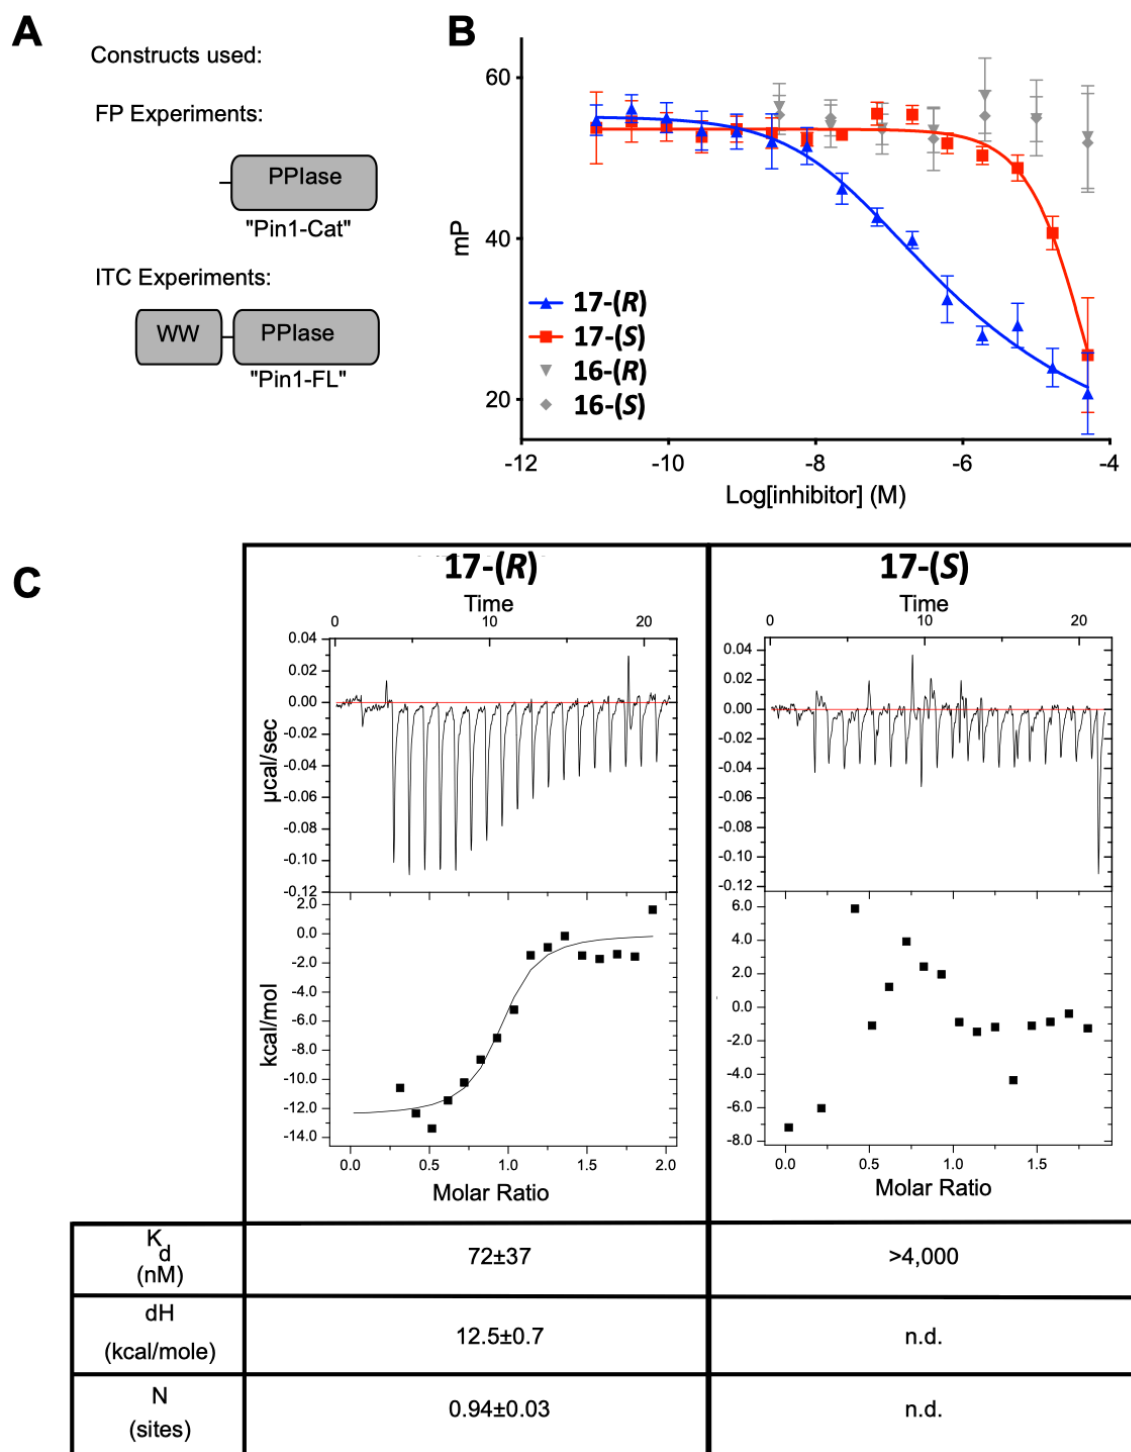 A
Constructs used:
FP Experiments:
PPIase
"Pin1-Cat"
ITC Experiments:
WW
PPIase
"Pin1-FL"
B
60
40
20
mP
17-(R)
17-(S)
16-(R)
16-(S)
-12
-10
-8
-6
-4
Log[inhibitor] (M)
C
17-(R)
Time
0
10
20
0.04
0.02
0.00
-0.02
-0.04
-0.06
-0.08
-0.10
-0.12
µcal/sec
2.0
0.0
-2.0
-4.0
-6.0
-8.0
-10.0
-12.0
-14.0
kcal/mol
0.0
0.5
1.0
1.5
2.0
Molar Ratio
17-(S)
Time
0
10
20
0.04
0.02
0.00
-0.02
-0.04
-0.06
-0.08
-0.10
-0.12
6.0
4.0
2.0
0.0
-2.0
-4.0
-6.0
-8.0
0.0
0.5
1.0
1.5
Molar Ratio
Kd
(nM)
72±37
>4,000
dH
(kcal/mole)
12.5±0.7
n.d.
N
(sites)
0.94±0.03
n.d.